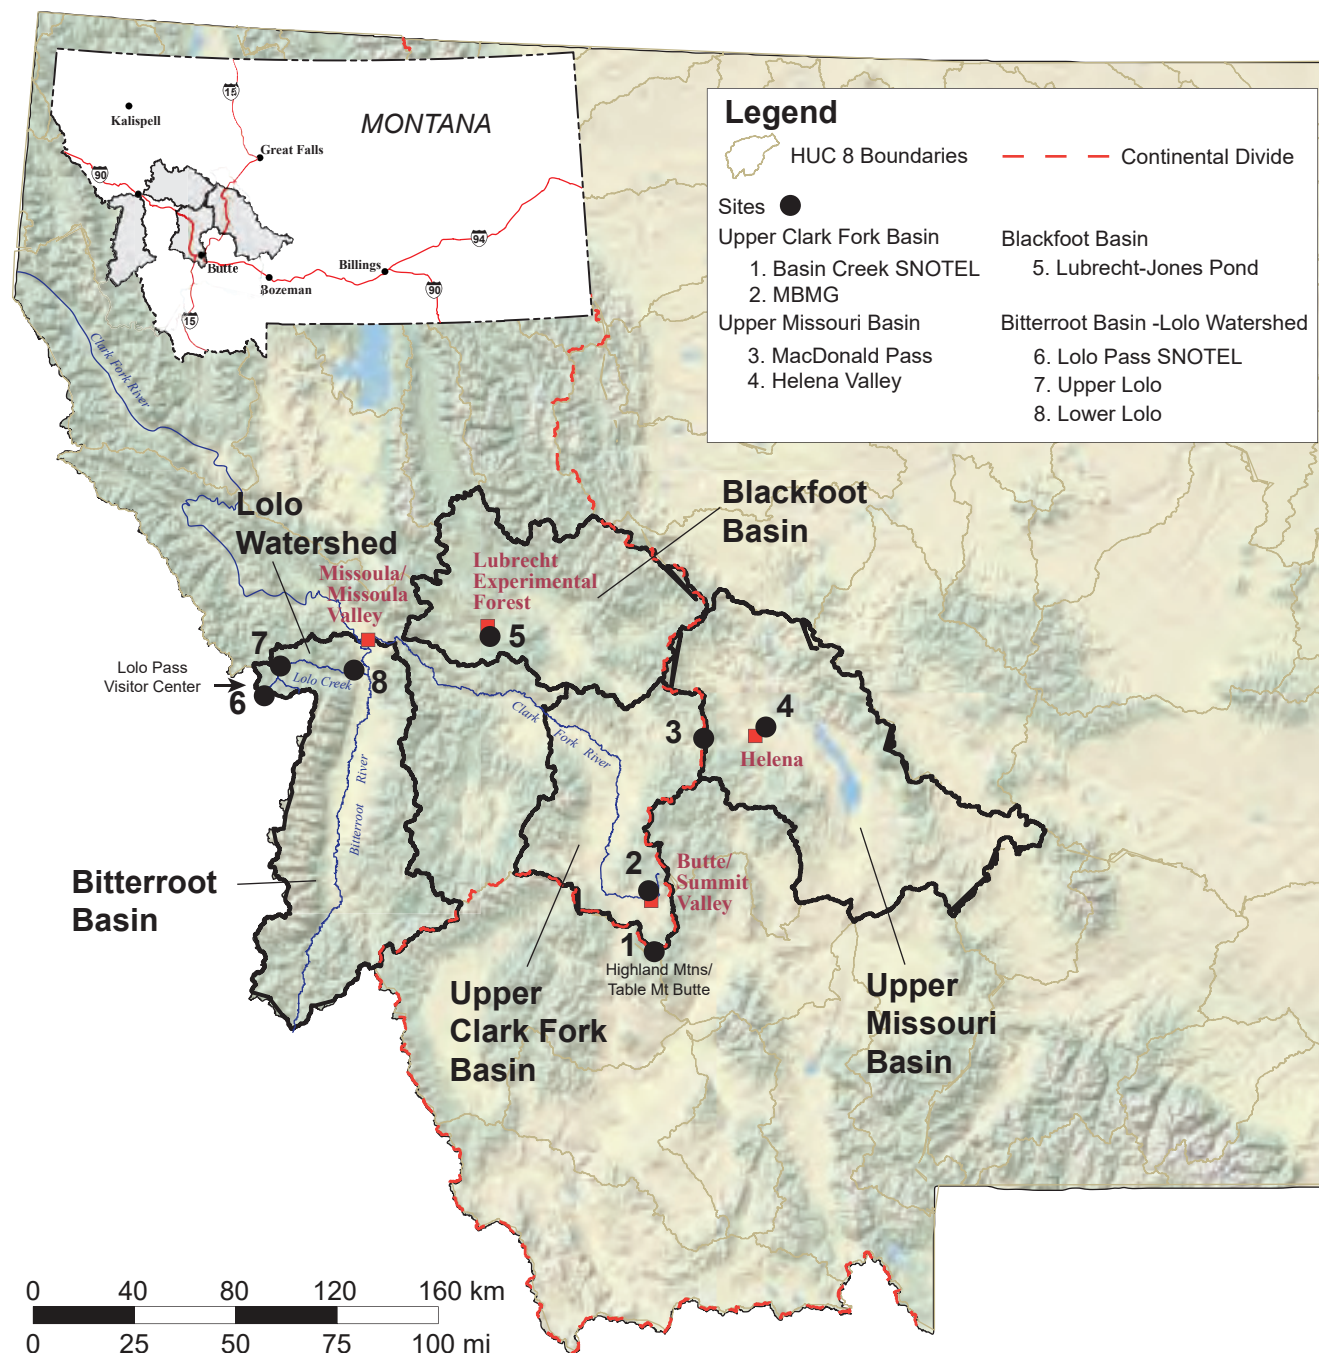 15
Kalispell
MONTANA
Great Falls
90
94
Butte
Billings
Bozeman
90
15
Legend
HUC 8 Boundaries
Continental Divide
Sites
Upper Clark Fork Basin
1. Basin Creek SNOTEL
2. MBMG
Upper Missouri Basin
3. MacDonald Pass
4. Helena Valley
Blackfoot Basin
5. Lubrecht-Jones Pond
Bitterroot Basin -Lolo Watershed
6. Lolo Pass SNOTEL
7. Upper Lolo
8. Lower Lolo
Clark Fork River
Blackfoot
Basin
Lolo
Watershed
Missoula/
Missoula
Valley
Lubrecht
Experimental
Forest
5
7
Lolo Pass
Visitor Center
6
Lolo Creek
8
Clark Fork River
3
4
Helena
Bitterroot River
2
Butte/
Summit
Valley
Bitterroot
Basin
1
Highland Mtns/
Table Mt Butte
Upper
Clark Fork
Basin
Upper
Missouri
Basin
0 40 80 120 160 km
0 25 50 75 100 mi